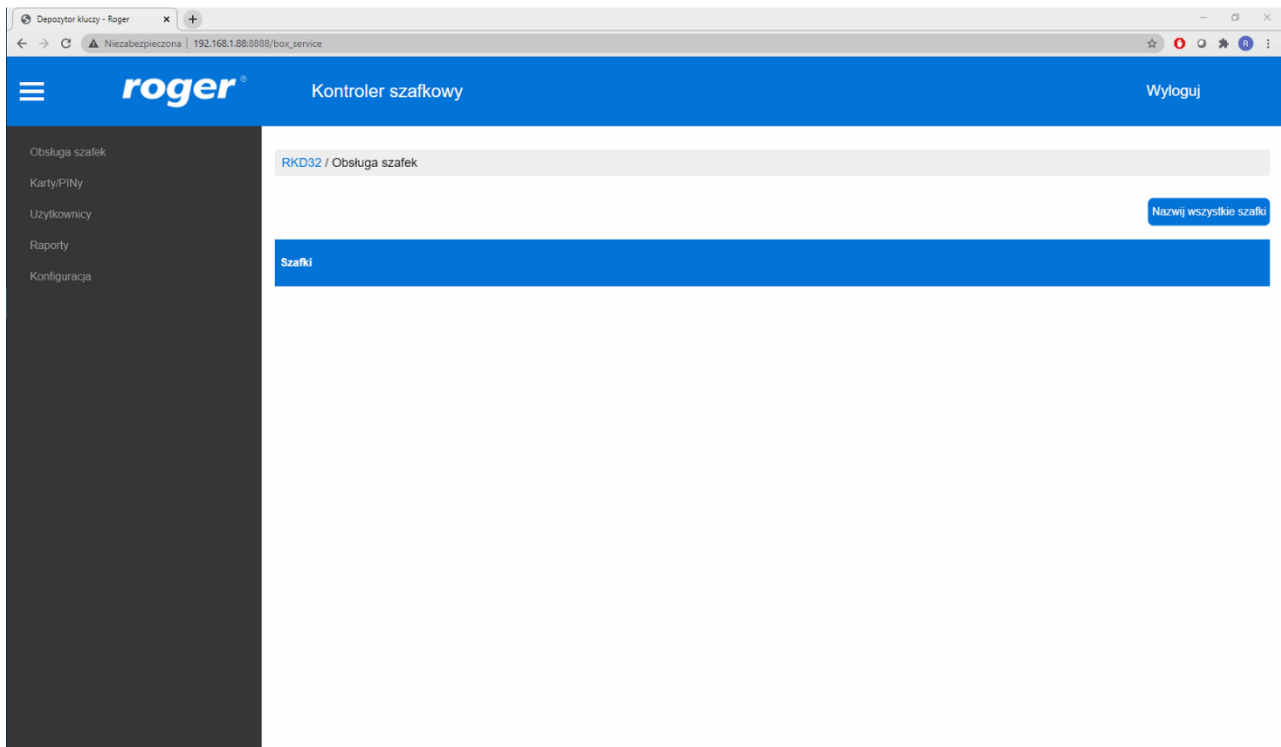 Depozytor kluczy - Roger
Niezabezpieczona | 192.168.1.88:8888/box_service
roger®
Kontroler szafkowy
Wyloguj
Obsługa szafek
Karty/PINy
Użytkownicy
Raporty
Konfiguracja
RKD32 / Obsługa szafek
Nazwij wszystkie szafki
Szafki